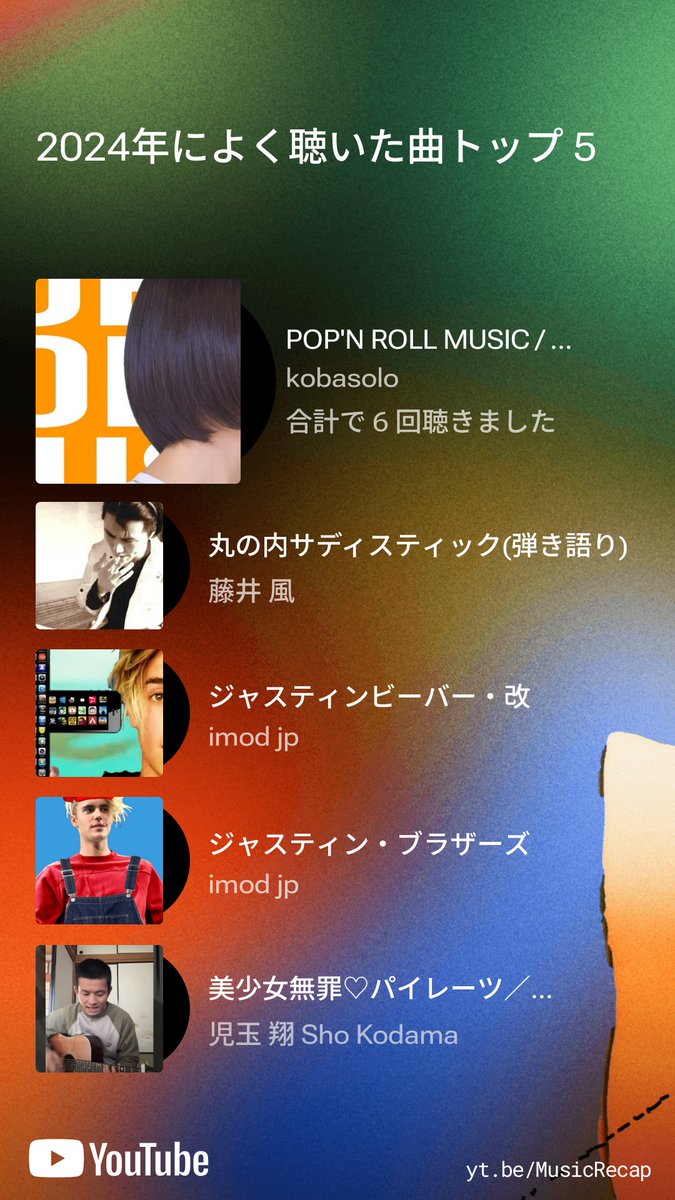 2024年によく聴いた曲トップ 5
POP'N ROLL MUSIC / ...
kobasolo
合計で 6 回聴きました
丸の内サディスティック(弾き語り)
藤井 風
ジャスティンビーバー・改
imod jp
ジャスティン・ブラザーズ
imod jp
美少女無罪♡パイレーツ／...
児玉 翔 Sho Kodama
YouTube
yt.be/MusicRecap